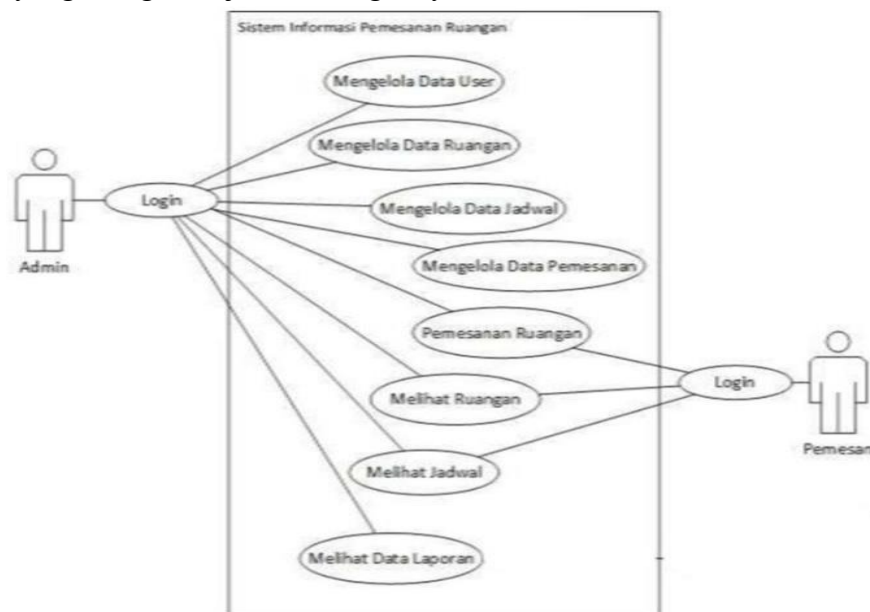 Sistem Informasi Pemesanan Ruangan
Mengelola Data User
Mengelola Data Ruangan
Login
Mengelola Data Jadwal
Admin
Mengelola Data Pemesanan
Pemesanan Ruangan
Melihat Ruangan
Login
Pemesan
Melihat Jadwal
Melihat Data Laporan